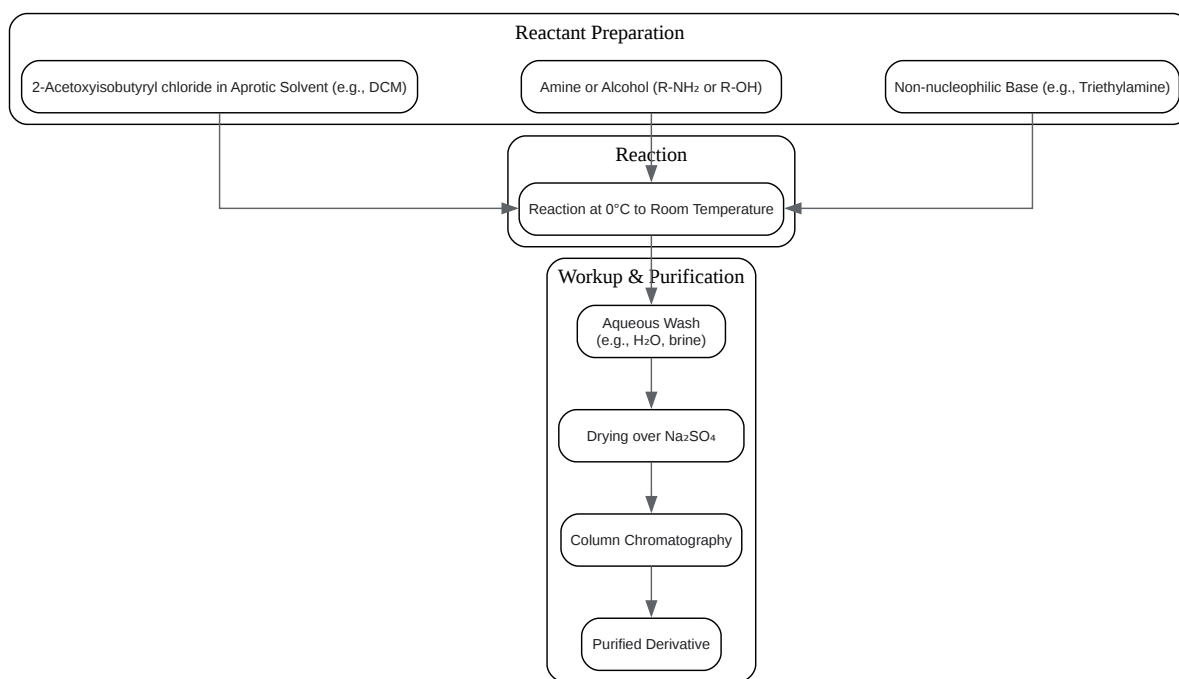 Reactant Preparation
2-Acetoxyisobutyryl chloride in Aprotic Solvent (e.g., DCM)
Amine or Alcohol (R-NH₂ or R-OH)
Non-nucleophilic Base (e.g., Triethylamine)
Reaction
Reaction at 0°C to Room Temperature
Workup & Purification
Aqueous Wash
(e.g., H₂O, brine)
Drying over Na₂SO₄
Column Chromatography
Purified Derivative